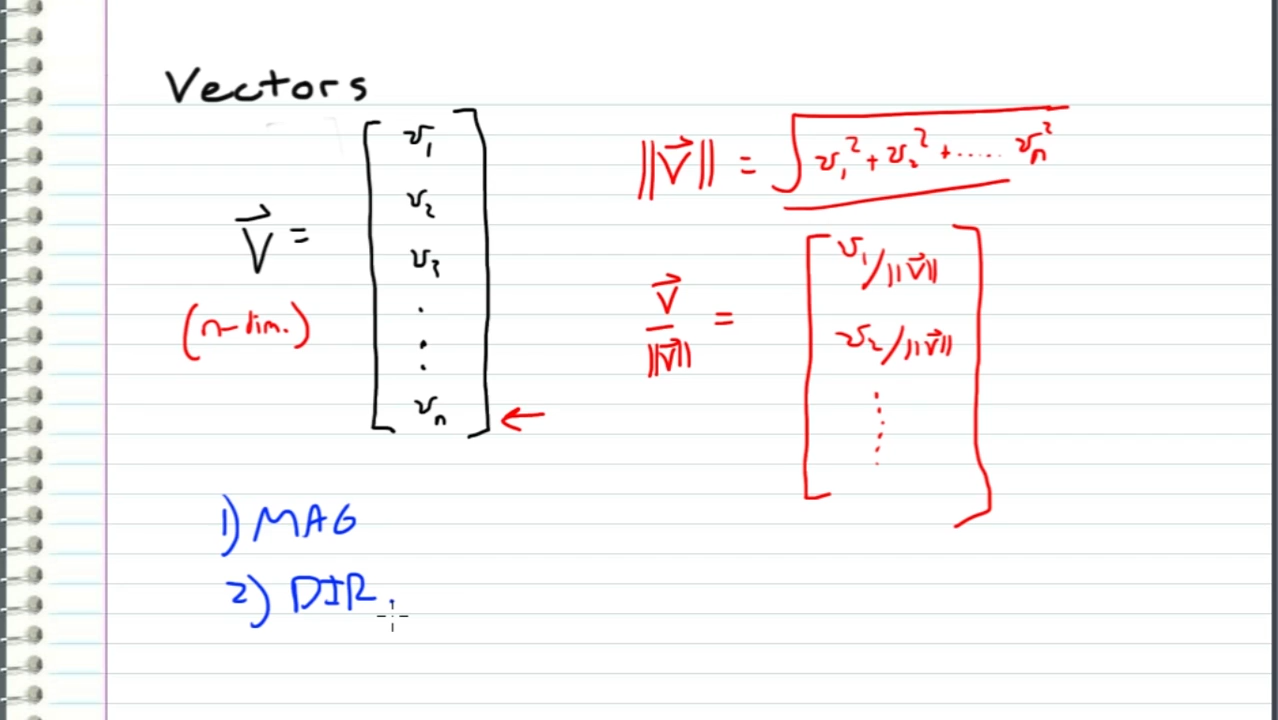 Vectors
V⃗ = [ v₁
v₂
v₃
.
.
.
vₙ ] ←
(n-dim.)
||V⃗|| = √(v₁² + v₂² + ..... vₙ²)
V⃗ / ||V⃗|| = [ v₁/||V⃗||
v₂/||V⃗||
⋮ ]
1) MAG
2) DIR.